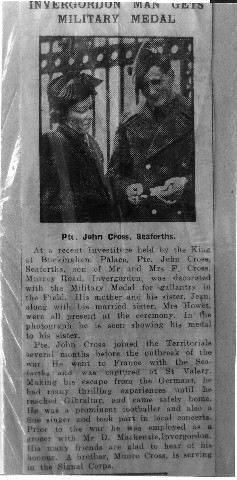 INVERGORDON MAN GETS
MILITARY MEDAL
Pte. John Cross, Seaforths.
At a recent Investiture held by the King
at Buckingham Palace, Pte. John Cross,
Seaforths, son of Mr and Mrs F. Cross,
Murray Road, Invergordon, was decorated
with the Military Medal for gallantry in
the Field. His mother and his sister, Jean,
along with his married sister, Mrs Howet,
were all present at the ceremony. In the
photograph he is seen showing his medal
to his sister.
Pte. John Cross joined the Territorials
several months before the outbreak of the
war. He went to France with the Sea-
forths and was captured at St Valery.
Making his escape from the Germans, he
had many thrilling experiences until he
reached Gibraltar, and came safely home.
He was a prominent footballer and also a
fine singer and took part in local concerts.
Prior to the war he was employed as a
grocer with Mr D. Mackenzie, Invergordon.
His many friends are glad to hear of his
honour. A brother, Munro Cross, is serving
in the Signal Corps.